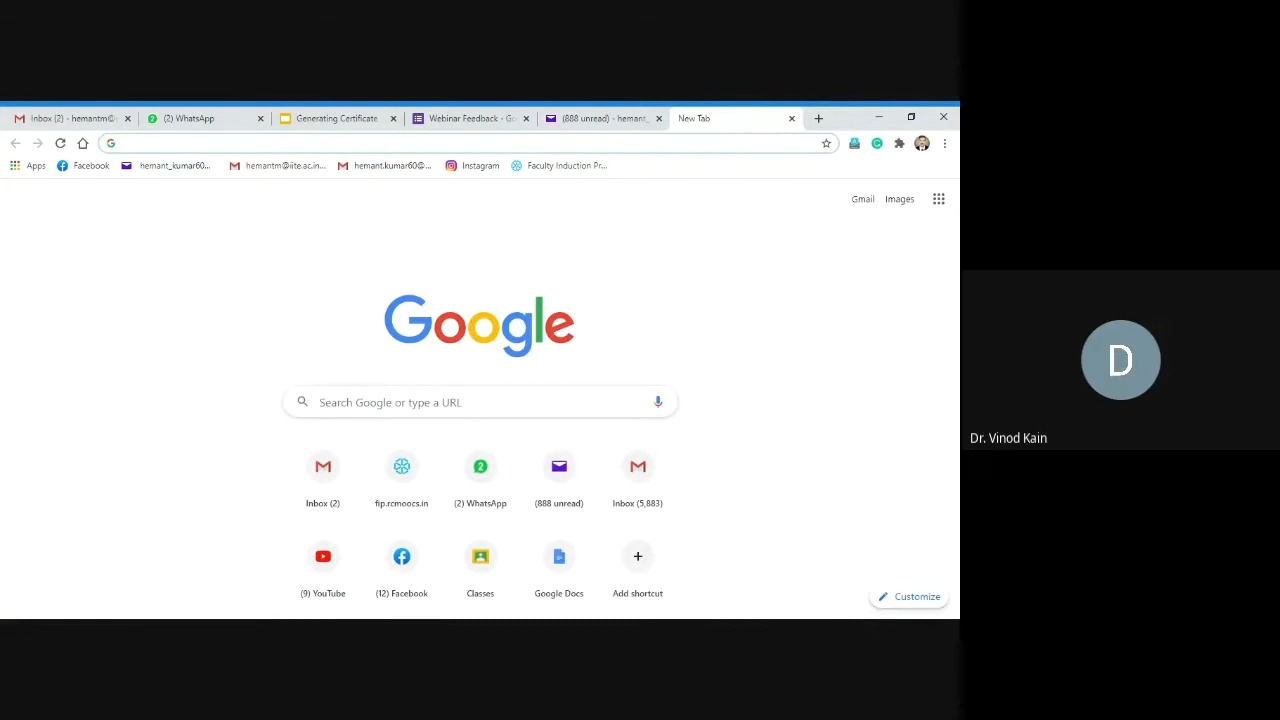 Inbox (2) - hemantm@i
(2) WhatsApp
Generating Certificate
Webinar Feedback - Go
(888 unread) - hemant_
New Tab
Apps
Facebook
hemant_kumar60...
hemantm@iite.ac.in...
hemant.kumar60@...
Instagram
Faculty Induction Pr...
Gmail
Images
Google
Search Google or type a URL
Inbox (2)
fip.rcmoocs.in
(2) WhatsApp
(888 unread)
Inbox (5,883)
(9) YouTube
(12) Facebook
Classes
Google Docs
Add shortcut
Customize
D
Dr. Vinod Kain